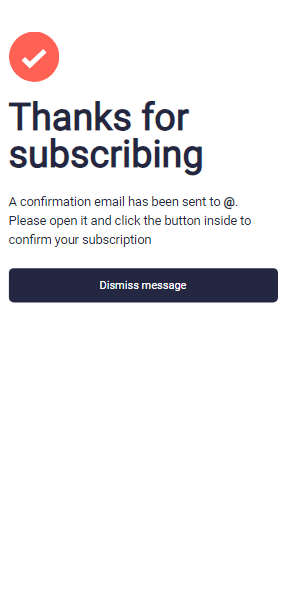 Thanks for
subscribing
A confirmation email has been sent to @.
Please open it and click the button inside to
confirm your subscription
Dismiss message